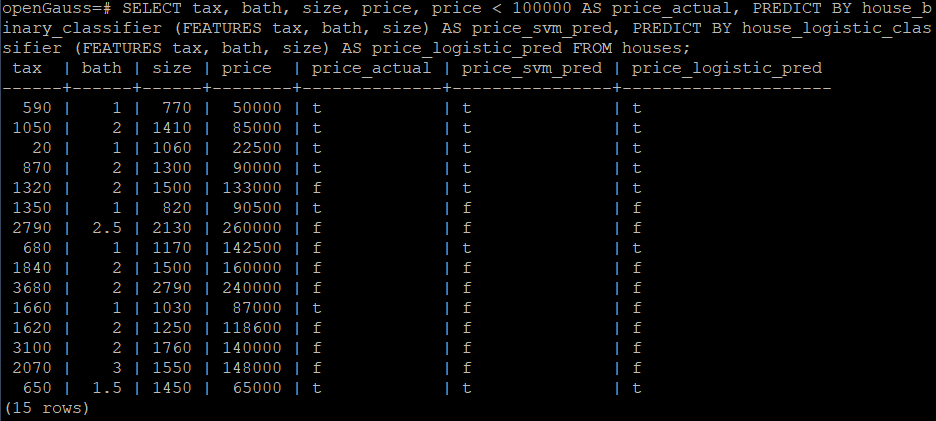 openGauss=# SELECT tax, bath, size, price, price < 100000 AS price_actual, PREDICT BY house_b
inary_classifier (FEATURES tax, bath, size) AS price_svm_pred, PREDICT BY house_logistic_clas
sifier (FEATURES tax, bath, size) AS price_logistic_pred FROM houses;
 tax  | bath | size | price  | price_actual | price_svm_pred | price_logistic_pred
------+------+------+--------+--------------+----------------+---------------------
  590 |    1 |  770 |  50000 | t            | t              | t
 1050 |    2 | 1410 |  85000 | t            | t              | t
   20 |    1 | 1060 |  22500 | t            | t              | t
  870 |    2 | 1300 |  90000 | t            | t              | t
 1320 |    2 | 1500 | 133000 | f            | t              | t
 1350 |    1 |  820 |  90500 | t            | f              | f
 2790 |  2.5 | 2130 | 260000 | f            | f              | f
  680 |    1 | 1170 | 142500 | f            | t              | t
 1840 |    2 | 1500 | 160000 | f            | f              | f
 3680 |    2 | 2790 | 240000 | f            | f              | f
 1660 |    1 | 1030 |  87000 | t            | f              | f
 1620 |    2 | 1250 | 118600 | f            | f              | f
 3100 |    2 | 1760 | 140000 | f            | f              | f
 2070 |    3 | 1550 | 148000 | f            | f              | f
  650 |  1.5 | 1450 |  65000 | t            | t              | t
(15 rows)